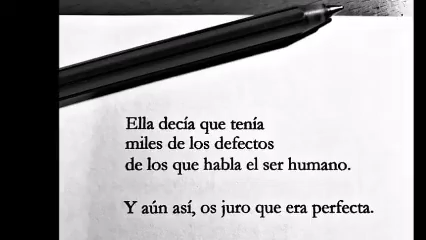 Ella decía que tenía
miles de los defectos
de los que habla el ser humano.
Y aún así, os juro que era perfecta.